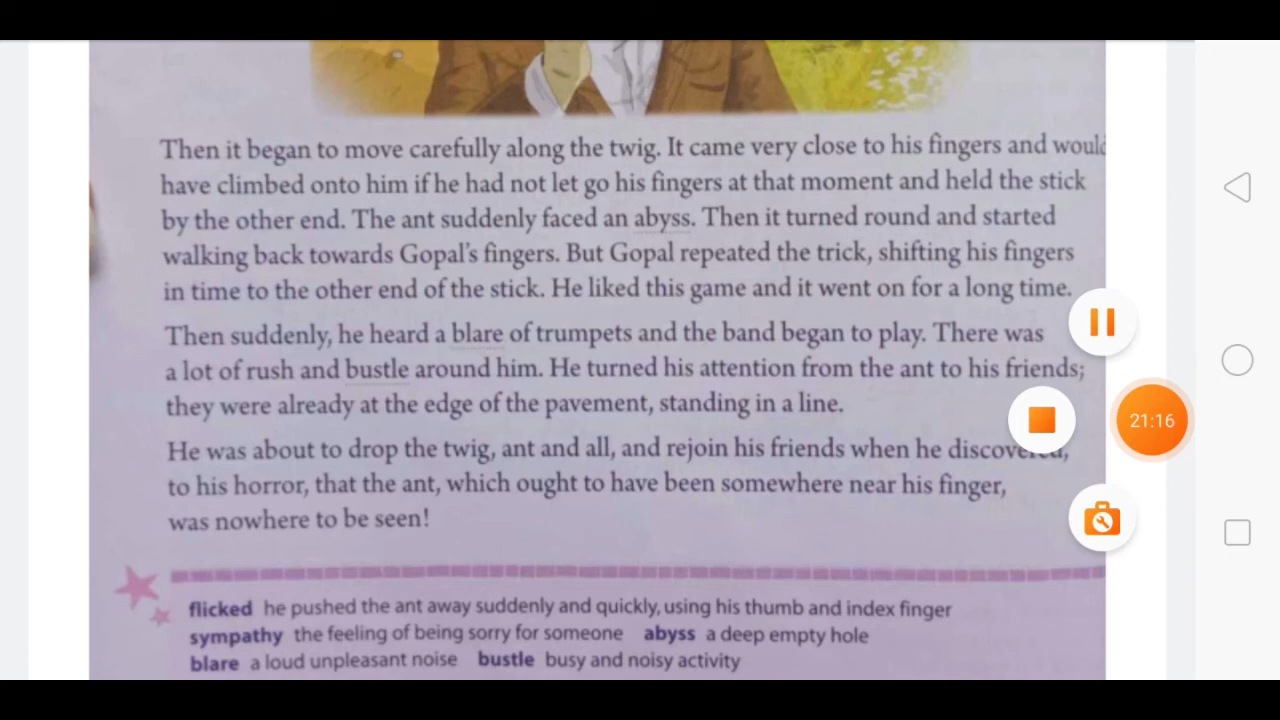 Then it began to move carefully along the twig. It came very close to his fingers and would
have climbed onto him if he had not let go his fingers at that moment and held the stick
by the other end. The ant suddenly faced an abyss. Then it turned round and started
walking back towards Gopal's fingers. But Gopal repeated the trick, shifting his fingers
in time to the other end of the stick. He liked this game and it went on for a long time.
Then suddenly, he heard a blare of trumpets and the band began to play. There was
a lot of rush and bustle around him. He turned his attention from the ant to his friends;
they were already at the edge of the pavement, standing in a line.
21:16
He was about to drop the twig, ant and all, and rejoin his friends when he discovered,
to his horror, that the ant, which ought to have been somewhere near his finger,
was nowhere to be seen!
flicked he pushed the ant away suddenly and quickly, using his thumb and index finger
sympathy the feeling of being sorry for someone abyss a deep empty hole
blare a loud unpleasant noise bustle busy and noisy activity